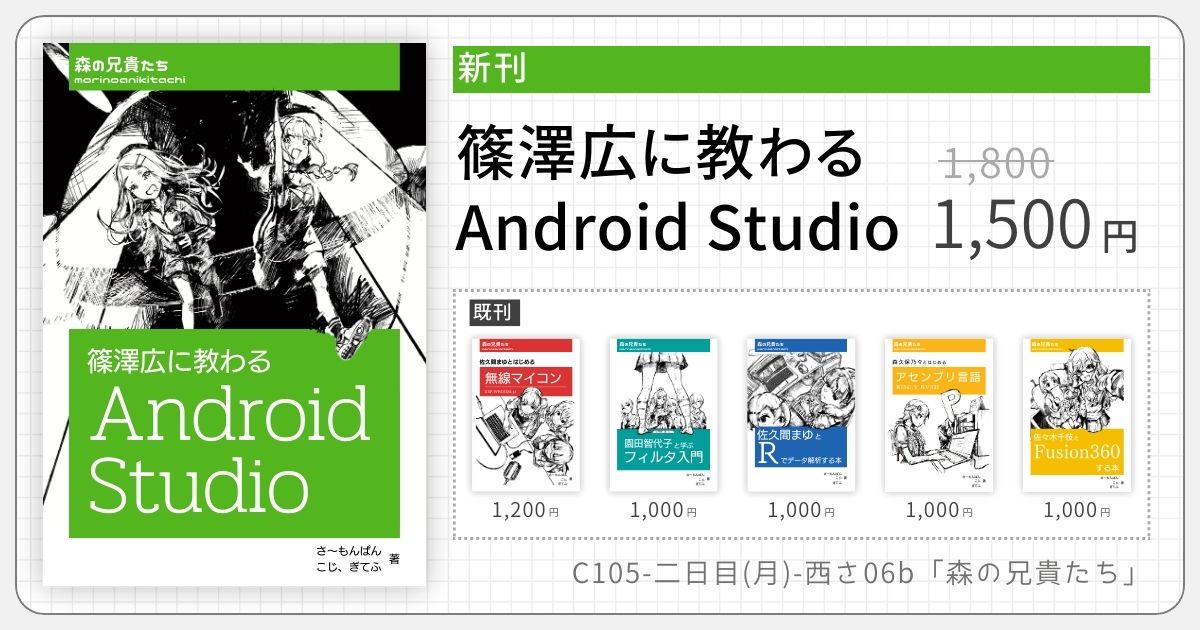 森の兄貴たち
morinoanikitachi
篠澤広に教わる
Android
Studio
さ〜もんぱん
こじ、ぎてふ
著
新刊
篠澤広に教わる
Android Studio
1,800
1,500円
既刊
森の兄貴たち
佐久間まゆとはじめる
無線マイコン
1,200円
森の兄貴たち
園田智代子と学ぶ
フィルタ入門
1,000円
森の兄貴たち
佐久間まゆと
Rでデータ解析する本
1,000円
森の兄貴たち
森久保乃々とはじめる
アセンブリ言語
1,000円
森の兄貴たち
佐々木千枝と
Fusion360
する本
1,000円
C105-二日目(月)-西さ06b「森の兄貴たち」